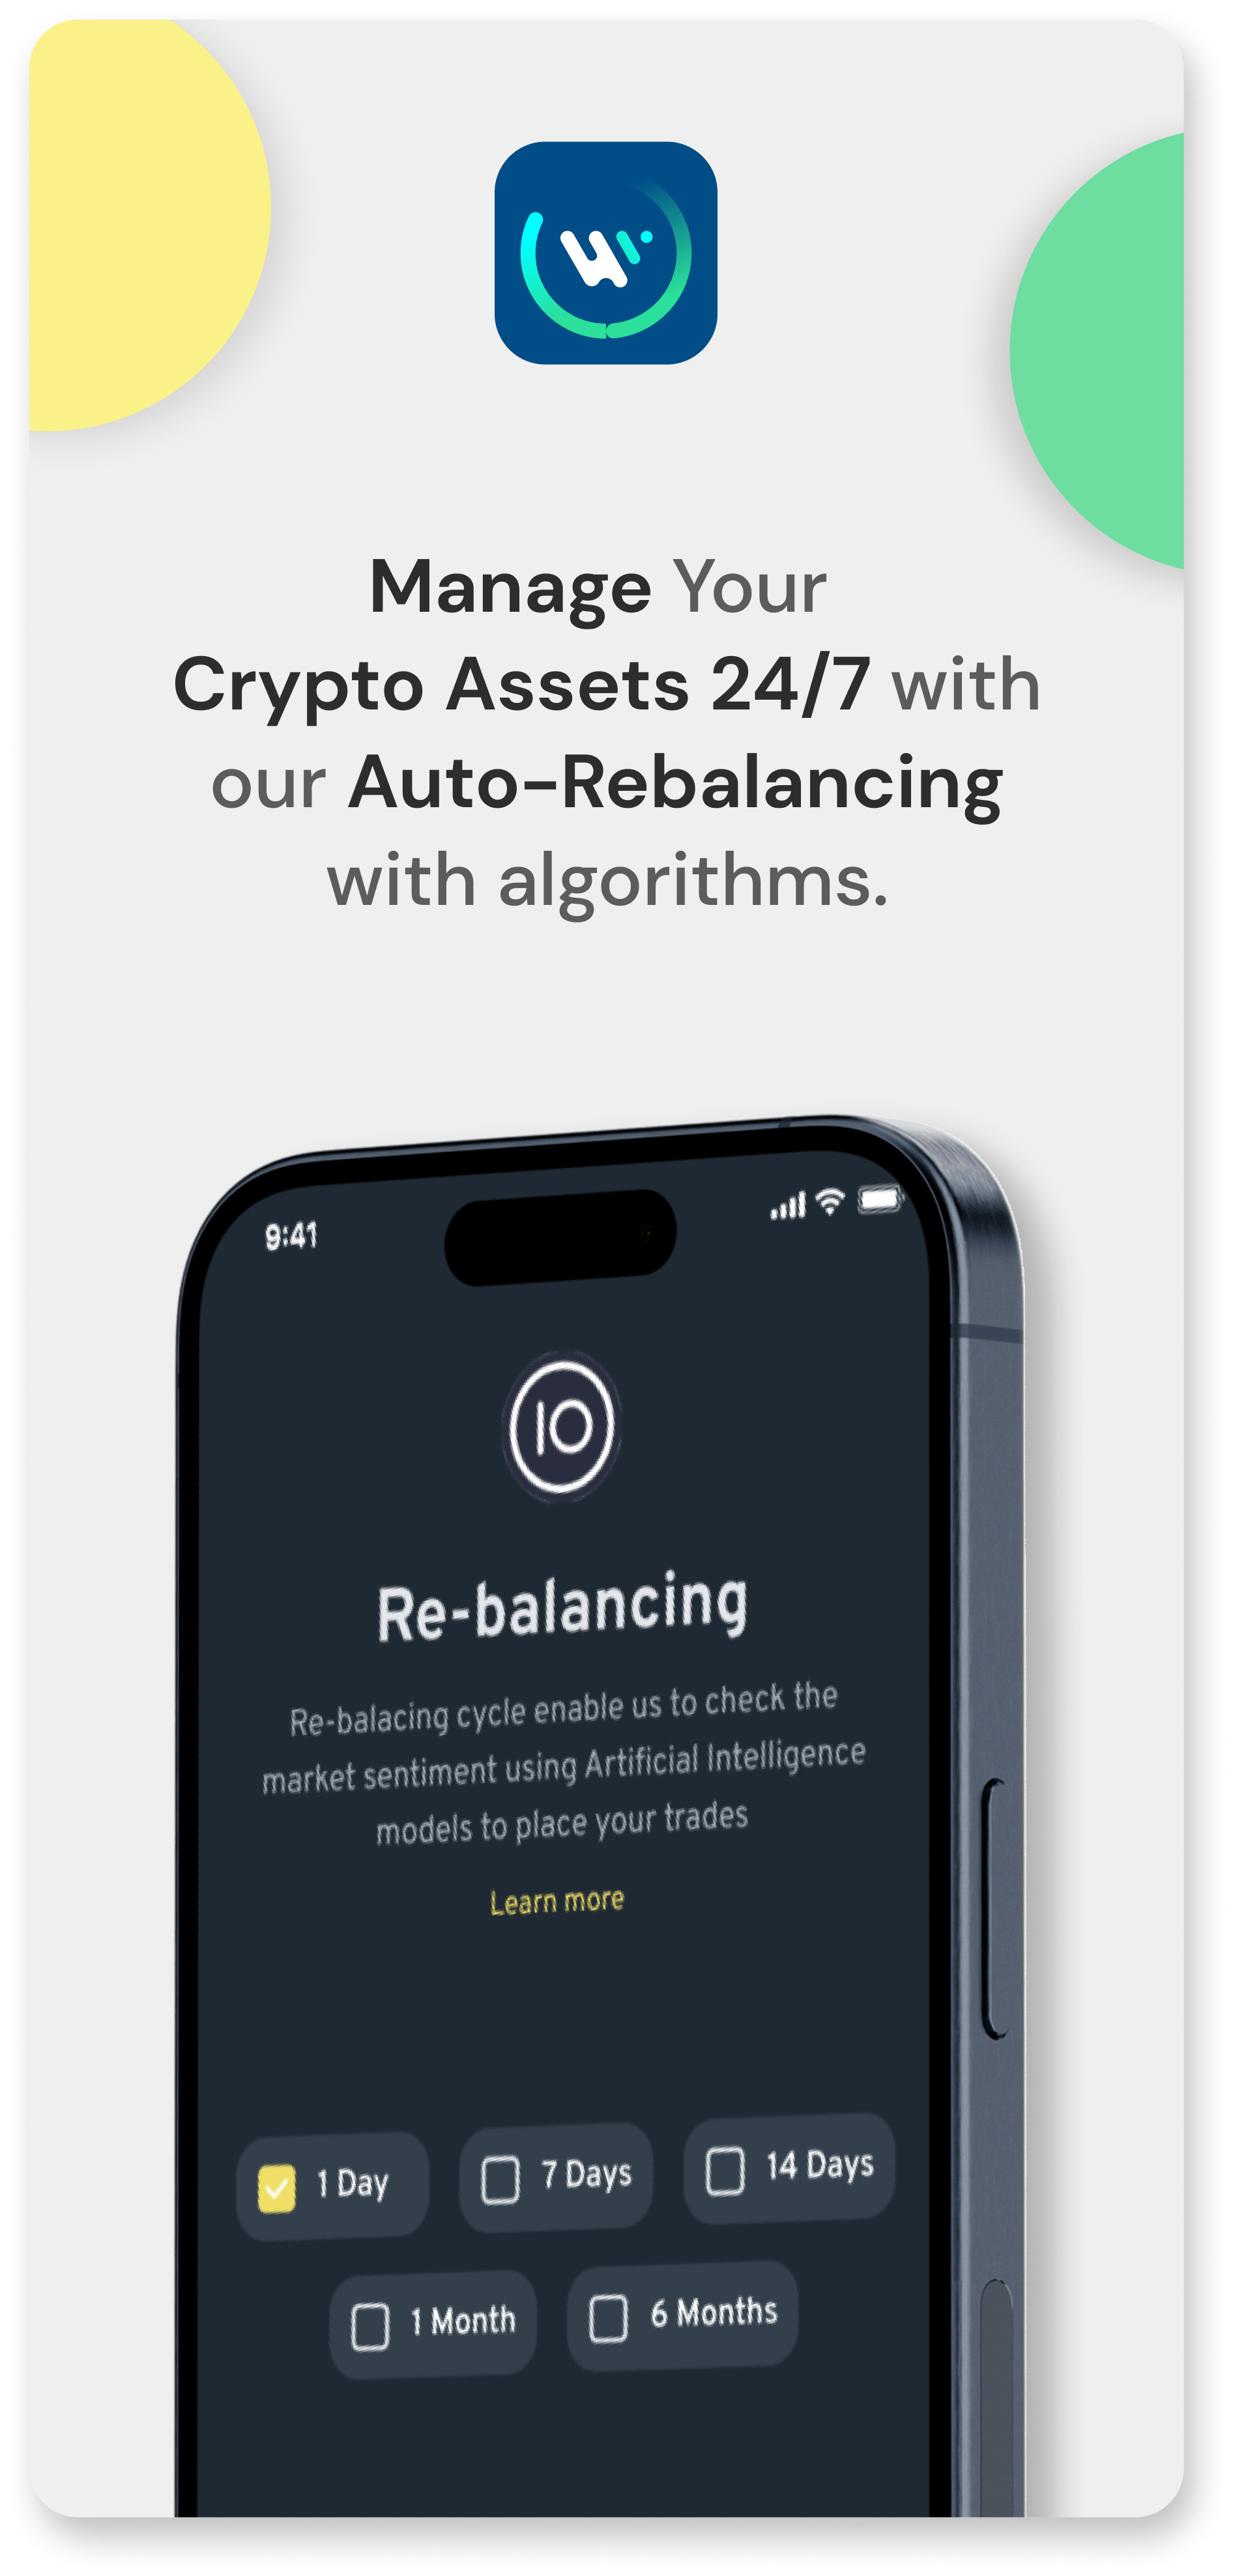 Manage Your
Crypto Assets 24/7 with
our Auto-Rebalancing
with algorithms.
9:41
10
Re-balancing
Re-balacing cycle enable us to check the
market sentiment using Artificial Intelligence
models to place your trades
Learn more
1 Day
7 Days
14 Days
1 Month
6 Months